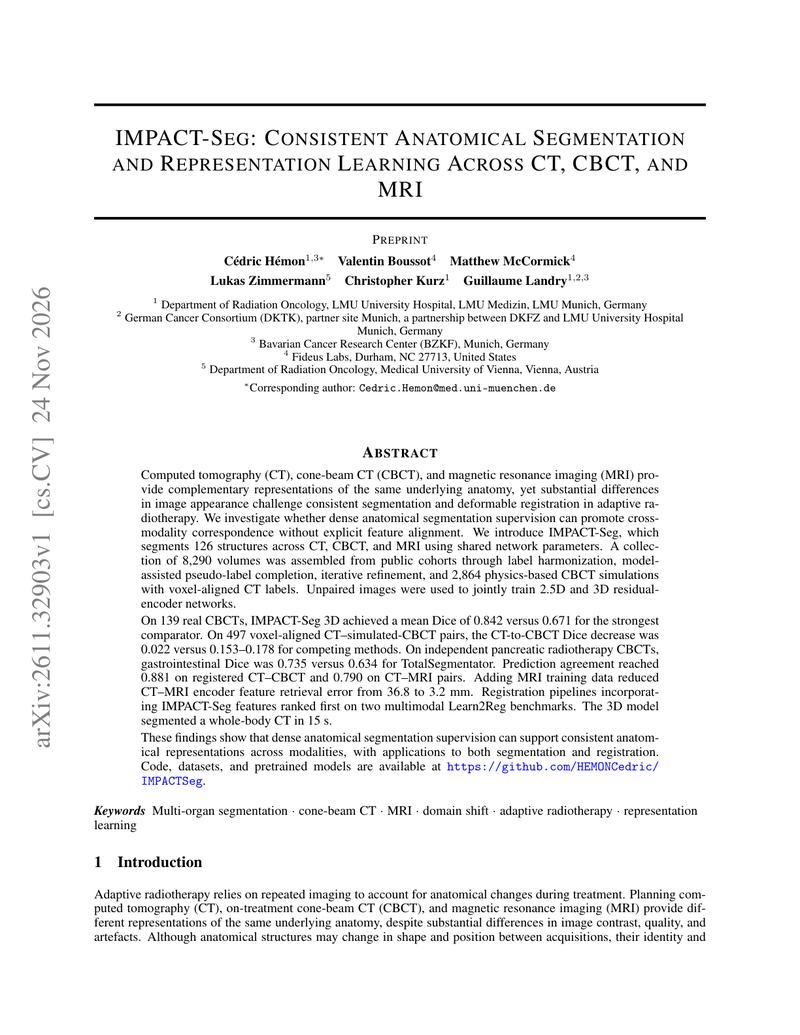 IMPACT-SEG: CONSISTENT ANATOMICAL SEGMENTATION
AND REPRESENTATION LEARNING ACROSS CT, CBCT, AND
MRI
PREPRINT
Cédric Hémon1,3∗ Valentin Boussot4 Matthew McCormick4
Lukas Zimmermann5 Christopher Kurz1 Guillaume Landry1,2,3
1 Department of Radiation Oncology, LMU University Hospital, LMU Medizin, LMU Munich, Germany
2 German Cancer Consortium (DKTK), partner site Munich, a partnership between DKFZ and LMU University Hospital
Munich, Germany
3 Bavarian Cancer Research Center (BZKF), Munich, Germany
4 Fideus Labs, Durham, NC 27713, United States
5 Department of Radiation Oncology, Medical University of Vienna, Vienna, Austria
∗Corresponding author: Cedric.Hemon@med.uni-muenchen.de
arXiv:2611.32903v1 [cs.CV] 24 Nov 2026
ABSTRACT
Computed tomography (CT), cone-beam CT (CBCT), and magnetic resonance imaging (MRI) pro-
vide complementary representations of the same underlying anatomy, yet substantial differences
in image appearance challenge consistent segmentation and deformable registration in adaptive ra-
diotherapy. We investigate whether dense anatomical segmentation supervision can promote cross-
modality correspondence without explicit feature alignment. We introduce IMPACT-Seg, which
segments 126 structures across CT, CBCT, and MRI using shared network parameters. A collec-
tion of 8,290 volumes was assembled from public cohorts through label harmonization, model-
assisted pseudo-label completion, iterative refinement, and 2,864 physics-based CBCT simulations
with voxel-aligned CT labels. Unpaired images were used to jointly train 2.5D and 3D residual-
encoder networks.
On 139 real CBCTs, IMPACT-Seg 3D achieved a mean Dice of 0.842 versus 0.671 for the strongest
comparator. On 497 voxel-aligned CT–simulated-CBCT pairs, the CT-to-CBCT Dice decrease was
0.022 versus 0.153–0.178 for competing methods. On independent pancreatic radiotherapy CBCTs,
gastrointestinal Dice was 0.735 versus 0.634 for TotalSegmentator. Prediction agreement reached
0.881 on registered CT–CBCT and 0.790 on CT–MRI pairs. Adding MRI training data reduced
CT–MRI encoder feature retrieval error from 36.8 to 3.2 mm. Registration pipelines incorporat-
ing IMPACT-Seg features ranked first on two multimodal Learn2Reg benchmarks. The 3D model
segmented a whole-body CT in 15 s.
These findings show that dense anatomical segmentation supervision can support consistent anatom-
ical representations across modalities, with applications to both segmentation and registration.
Code, datasets, and pretrained models are available at https://github.com/HEMONCedric/
IMPACTSeg.
Keywords Multi-organ segmentation · cone-beam CT · MRI · domain shift · adaptive radiotherapy · representation
learning
1 Introduction
Adaptive radiotherapy relies on repeated imaging to account for anatomical changes during treatment. Planning com-
puted tomography (CT), on-treatment cone-beam CT (CBCT), and magnetic resonance imaging (MRI) provide dif-
ferent representations of the same underlying anatomy, despite substantial differences in image contrast, quality, and
artefacts. Although anatomical structures may change in shape and position between acquisitions, their identity and